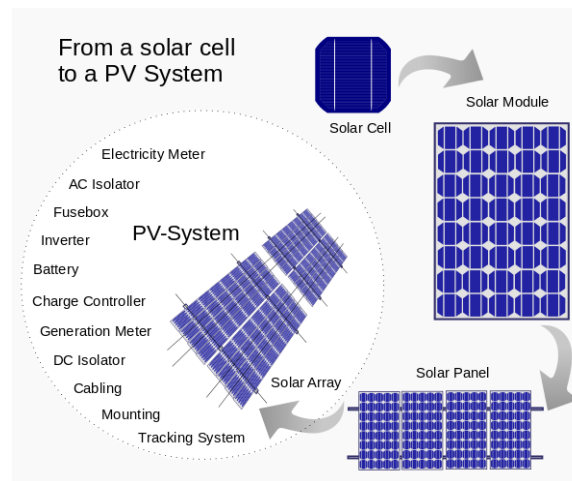 From a solar cell
to a PV System
Solar Cell
Solar Module
Electricity Meter
AC Isolator
Fusebox
Inverter
PV-System
Battery
Charge Controller
Generation Meter
DC Isolator
Solar Array
Cabling
Mounting
Tracking System
Solar Panel